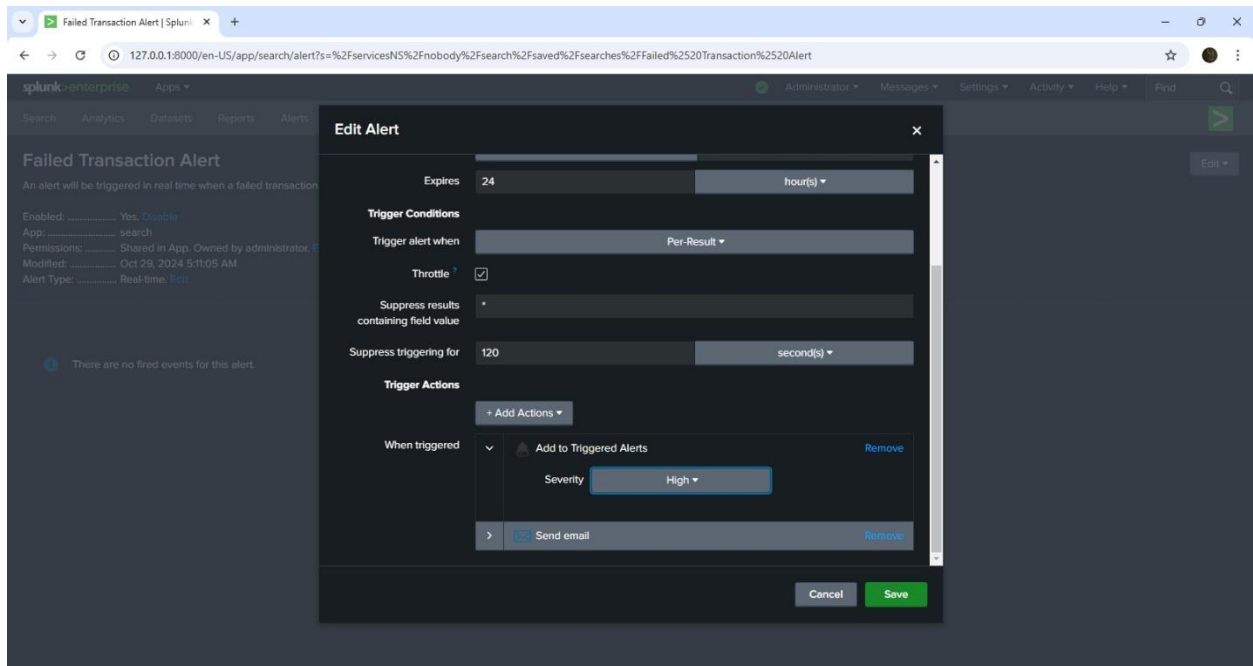 Failed Transaction Alert | Splunk
127.0.0.1:8000/en-US/app/search/alert?s=%2FservicesNS%2Fnobody%2Fsearch%2Fsaved%2Fsearches%2FFailed%2520Transaction%2520Alert
splunk>enterprise Apps Administrator Messages Settings Activity Help Find
Search Analytics Datasets Reports Alerts
Edit Alert
Failed Transaction Alert
Edit
An alert will be triggered in real time when a failed transaction
Expires 24 hour(s)
Trigger Conditions
Enabled: Yes. Disable
App: search
Permissions: Shared in App. Owned by administrator. E
Modified: Oct 29, 2024 5:11:05 AM
Alert Type: Real-time. Edit
Trigger alert when Per-Result
Throttle ?
Suppress results
containing field value *
Suppress triggering for 120 second(s)
There are no fired events for this alert.
Trigger Actions
+ Add Actions
When triggered Add to Triggered Alerts Remove
Severity High
Send email Remove
Cancel Save